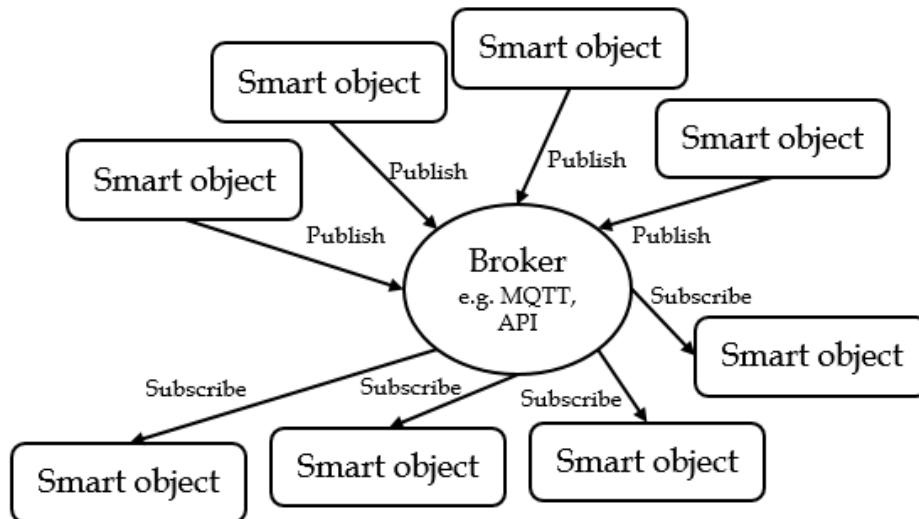 Smart object
Smart object
Smart object
Smart object
Publish
Publish
Publish
Publish
Broker
e.g. MQTT,
API
Subscribe
Smart object
Subscribe
Subscribe
Subscribe
Smart object
Smart object
Smart object